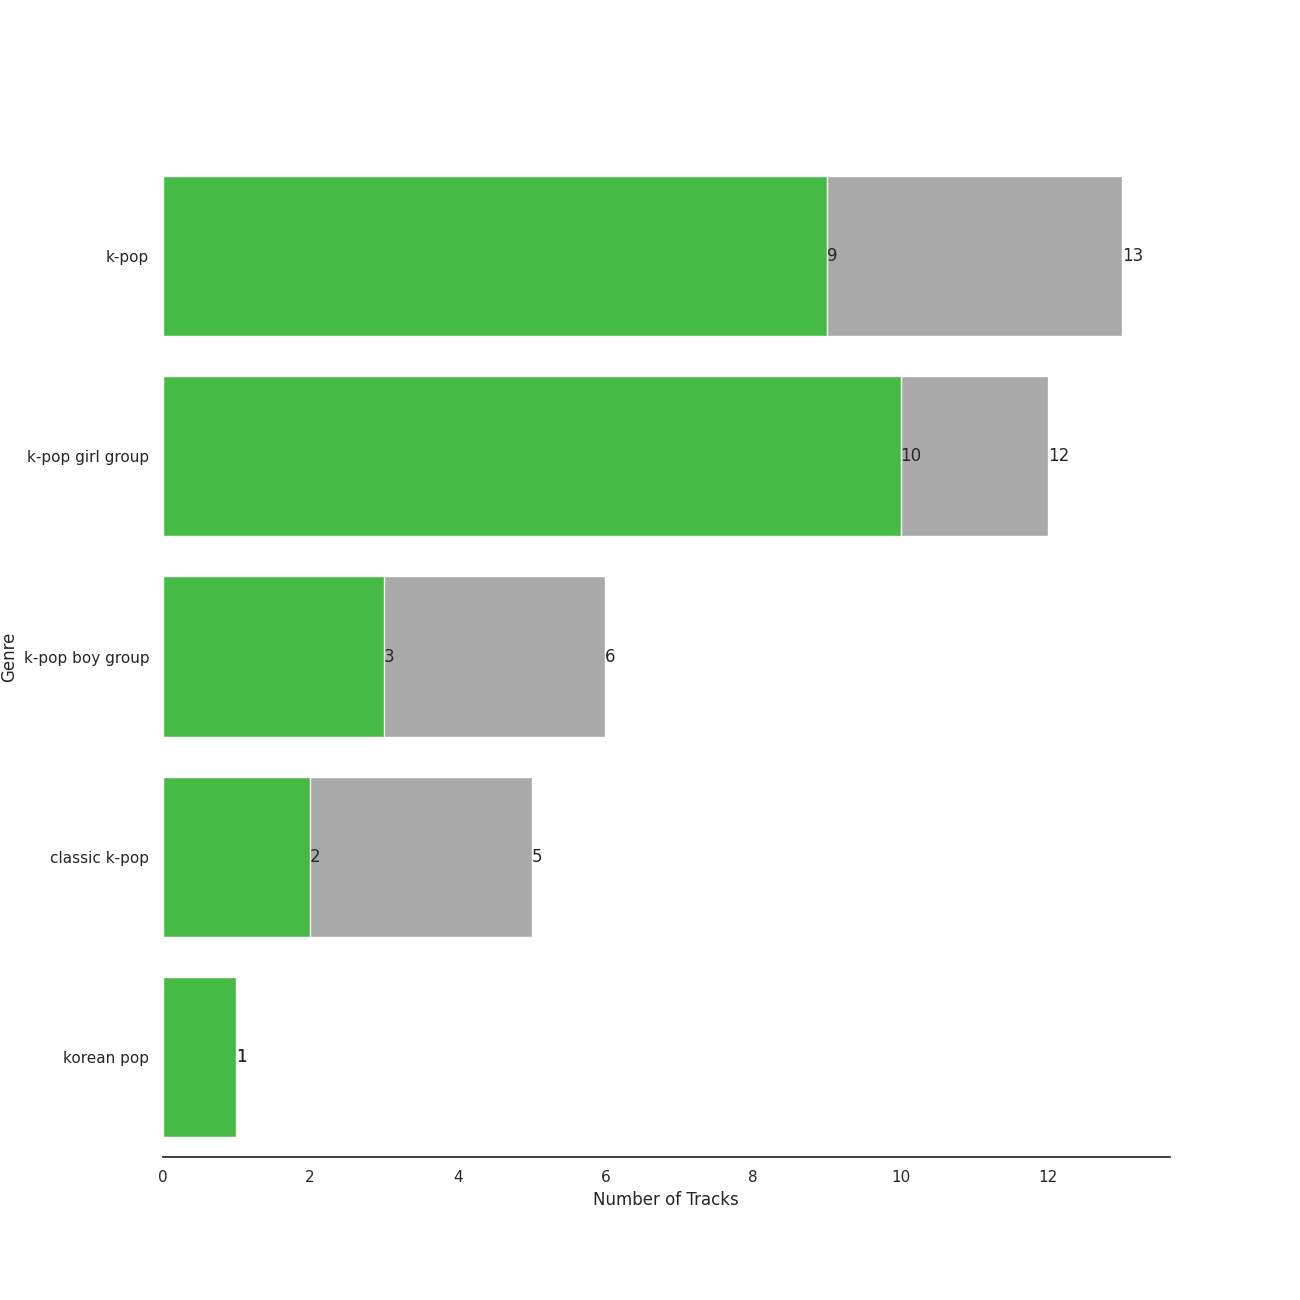 k-pop
9
13
k-pop girl group
10
12
k-pop boy group
3
6
classic k-pop
2
5
korean pop
1
Genre
0 2 4 6 8 10 12
Number of Tracks